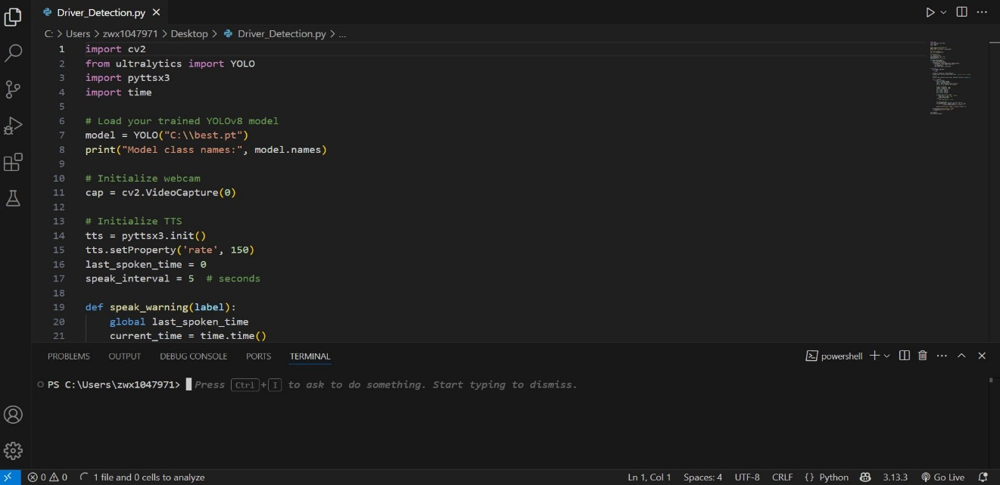 Driver_Detection.py
C: > Users > zwx1047971 > Desktop > Driver_Detection.py > ...
1 import cv2
2 from ultralytics import YOLO
3 import pyttsx3
4 import time
5
6 # Load your trained YOLOv8 model
7 model = YOLO("C:\\best.pt")
8 print("Model class names:", model.names)
9
10 # Initialize webcam
11 cap = cv2.VideoCapture(0)
12
13 # Initialize TTS
14 tts = pyttsx3.init()
15 tts.setProperty('rate', 150)
16 last_spoken_time = 0
17 speak_interval = 5  # seconds
18
19 def speak_warning(label):
20     global last_spoken_time
21     current_time = time.time()
PROBLEMS OUTPUT DEBUG CONSOLE PORTS TERMINAL powershell
PS C:\Users\zwx1047971> Press Ctrl+I to ask to do something. Start typing to dismiss.
0 0 1 file and 0 cells to analyze Ln 1, Col 1 Spaces: 4 UTF-8 CRLF {} Python 3.13.3 Go Live